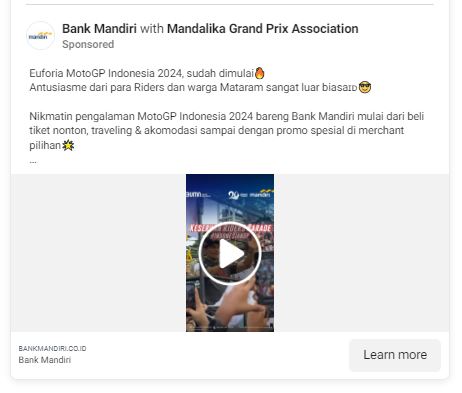 Bank Mandiri with Mandalika Grand Prix Association
Sponsored
Euforia MotoGP Indonesia 2024, sudah dimulai🔥
Antusiasme dari para Riders dan warga Mataram sangat luar biasaɪᴅ😎
Nikmatin pengalaman MotoGP Indonesia 2024 bareng Bank Mandiri mulai dari beli
tiket nonton, traveling & akomodasi sampai dengan promo spesial di merchant
pilihan💥
...
BUMN mandiri
KESERUAN RIDERS PARADE
BANKMANDIRI.CO.ID
Bank Mandiri
Learn more